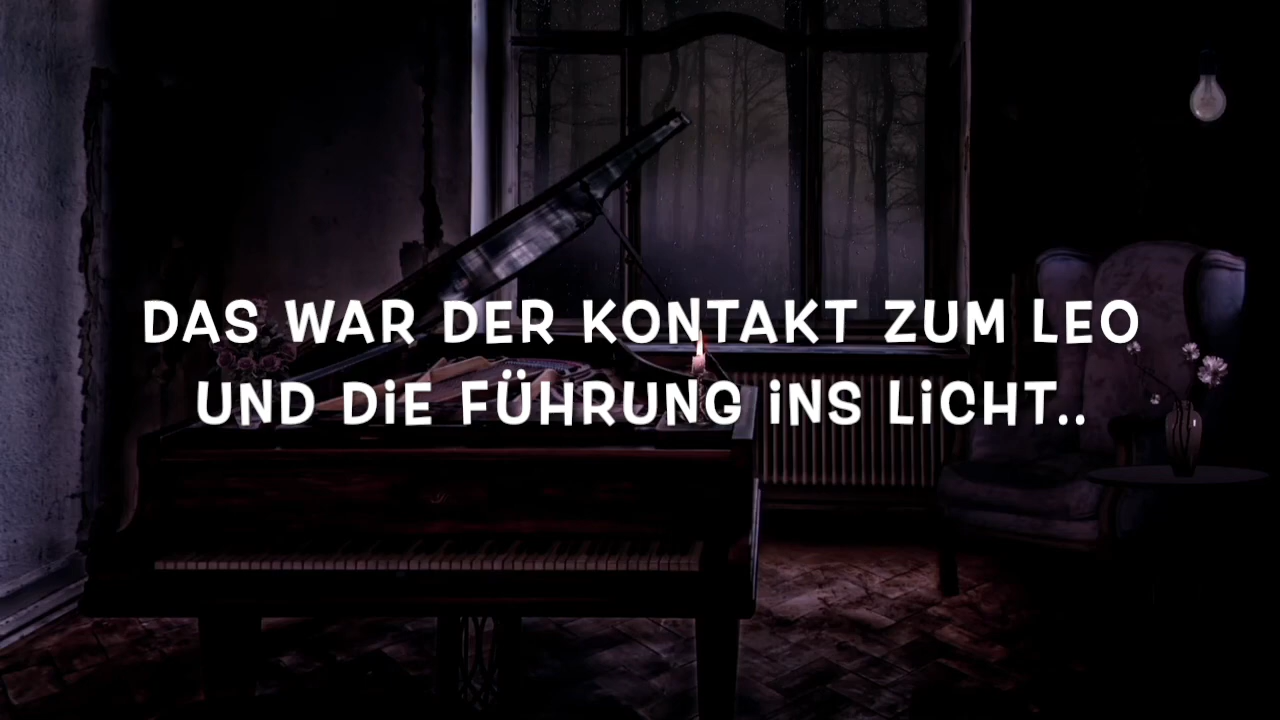 DAS WAR DER KONTAKT ZUM LEO
UND DiE FÜHRUNG iNS LiCHT..